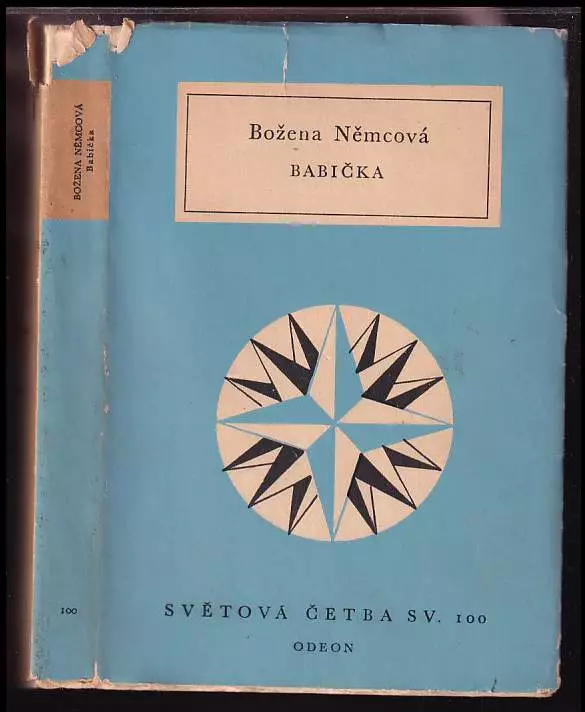 BOŽENA NĚMCOVÁ
Babička
100
Božena Němcová
BABIČKA
SVĚTOVÁ ČETBA SV. 100
ODEON